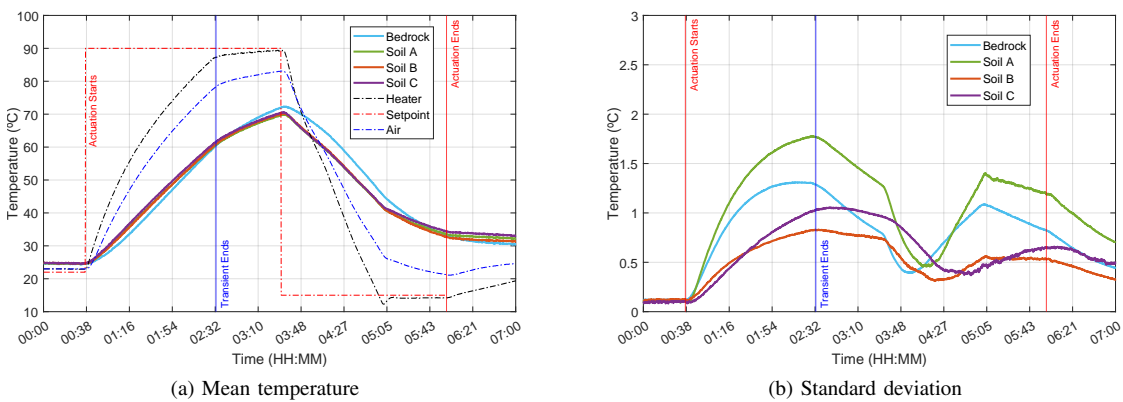 100
90
80
70
60
50
40
30
20
10
Temperature (ºC)
00:00
00:38
01:16
01:54
02:32
03:10
03:48
04:27
05:05
05:43
06:21
07:00
Time (HH:MM)
Actuation Starts
Transient Ends
Actuation Ends
Bedrock
Soil A
Soil B
Soil C
Heater
Setpoint
Air
(a) Mean temperature
3
2.5
2
1.5
1
0.5
0
Temperature (ºC)
00:00
00:38
01:16
01:54
02:32
03:10
03:48
04:27
05:05
05:43
06:21
07:00
Time (HH:MM)
Actuation Starts
Transient Ends
Actuation Ends
Bedrock
Soil A
Soil B
Soil C
(b) Standard deviation